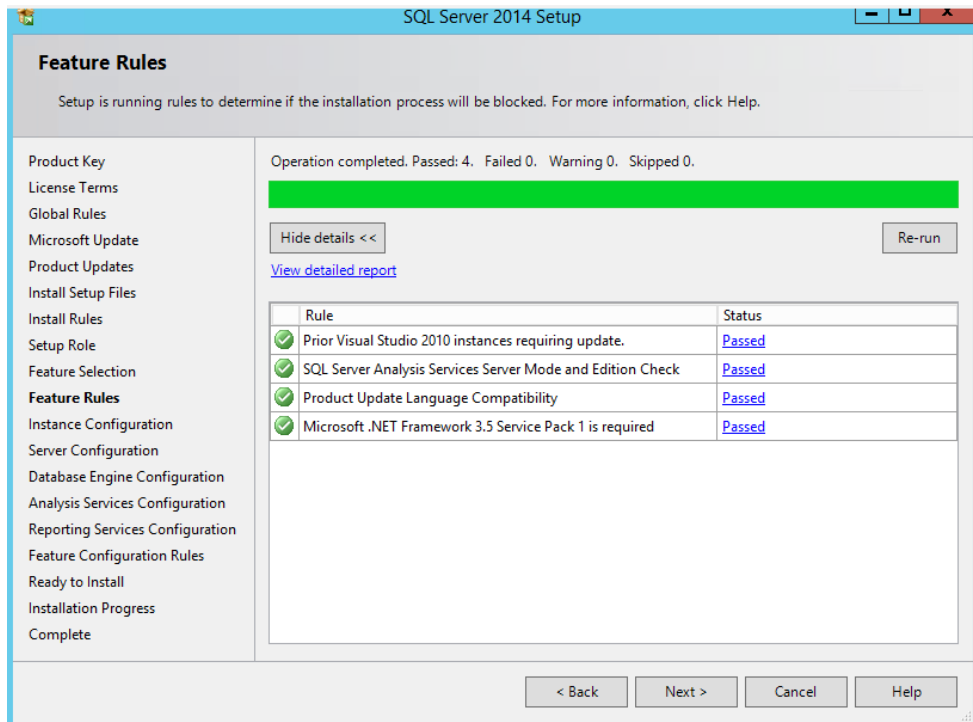 SQL Server 2014 Setup
Feature Rules
Setup is running rules to determine if the installation process will be blocked. For more information, click Help.
Product Key
License Terms
Global Rules
Microsoft Update
Product Updates
Install Setup Files
Install Rules
Setup Role
Feature Selection
Feature Rules
Instance Configuration
Server Configuration
Database Engine Configuration
Analysis Services Configuration
Reporting Services Configuration
Feature Configuration Rules
Ready to Install
Installation Progress
Complete
Operation completed. Passed: 4. Failed 0. Warning 0. Skipped 0.
Hide details << Re-run
View detailed report
Rule Status
Prior Visual Studio 2010 instances requiring update. Passed
SQL Server Analysis Services Server Mode and Edition Check Passed
Product Update Language Compatibility Passed
Microsoft .NET Framework 3.5 Service Pack 1 is required Passed
< Back Next > Cancel Help